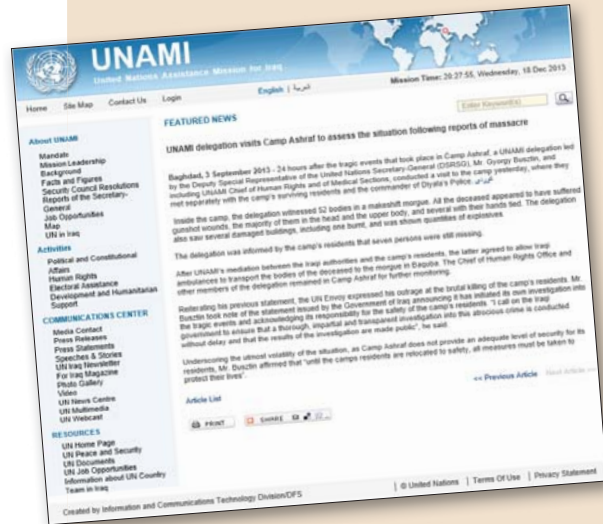 UNAMI
United Nations Assistance Mission for Iraq
Home Site Map Contact Us Login
English | العربية
Mission Time: 20:27:55, Wednesday, 18 Dec 2013
Enter Keyword(s)
About UNAMI
Mandate
Mission Leadership
Background
Facts and Figures
Security Council Resolutions
Reports of the Secretary-
General
Job Opportunities
Map
UN in Iraq
Activities
Political and Constitutional
Affairs
Human Rights
Electoral Assistance
Development and Humanitarian
Support
COMMUNICATIONS CENTER
Media Contact
Press Releases
Press Statements
Speeches & Stories
UN Iraq Newsletter
For Iraq Magazine
Photo Gallery
Video
UN News Centre
UN Multimedia
UN Webcast
RESOURCES
UN Home Page
UN Peace and Security
UN Documents
UN Job Opportunities
Information about UN Country
Team in Iraq
FEATURED NEWS
UNAMI delegation visits Camp Ashraf to assess the situation following reports of massacre
Baghdad, 3 September 2013 - 24 hours after the tragic events that took place in Camp Ashraf, a UNAMI delegation led
by the Deputy Special Representative of the United Nations Secretary-General (DSRSG), Mr. Gyorgy Busztin, and
including UNAMI Chief of Human Rights and of Medical Sections, conducted a visit to the camp yesterday, where they
met separately with the camp's surviving residents and the commander of Diyala's Police.
Inside the camp, the delegation witnessed 52 bodies in a makeshift morgue. All the deceased appeared to have suffered
gunshot wounds, the majority of them in the head and the upper body, and several with their hands tied. The delegation
also saw several damaged buildings, including one burnt, and was shown quantities of explosives.
The delegation was informed by the camp's residents that seven persons were still missing.
After UNAMI's mediation between the Iraqi authorities and the camp's residents, the latter agreed to allow Iraqi
ambulances to transport the bodies of the deceased to the morgue in Baquba. The Chief of Human Rights Office and
other members of the delegation remained in Camp Ashraf for further monitoring.
Reiterating his previous statement, the UN Envoy expressed his outrage at the brutal killing of the camp's residents. Mr.
Busztin took note of the statement issued by the Government of Iraq announcing it has initiated its own investigation into
the tragic events and acknowledging its responsibility for the safety of the camp's residents. "I call on the Iraqi
government to ensure that a thorough, impartial and transparent investigation into this atrocious crime is conducted
without delay and that the results of the investigation are made public", he said.
Underscoring the utmost volatility of the situation, as Camp Ashraf does not provide an adequate level of security for its
residents, Mr. Busztin affirmed that "until the camps residents are relocated to safety, all measures must be taken to
protect their lives".
<< Previous Article Next Article >>
Article List
PRINT SHARE
| © United Nations | Terms Of Use | Privacy Statement
Created by Information and Communications Technology Division/DFS